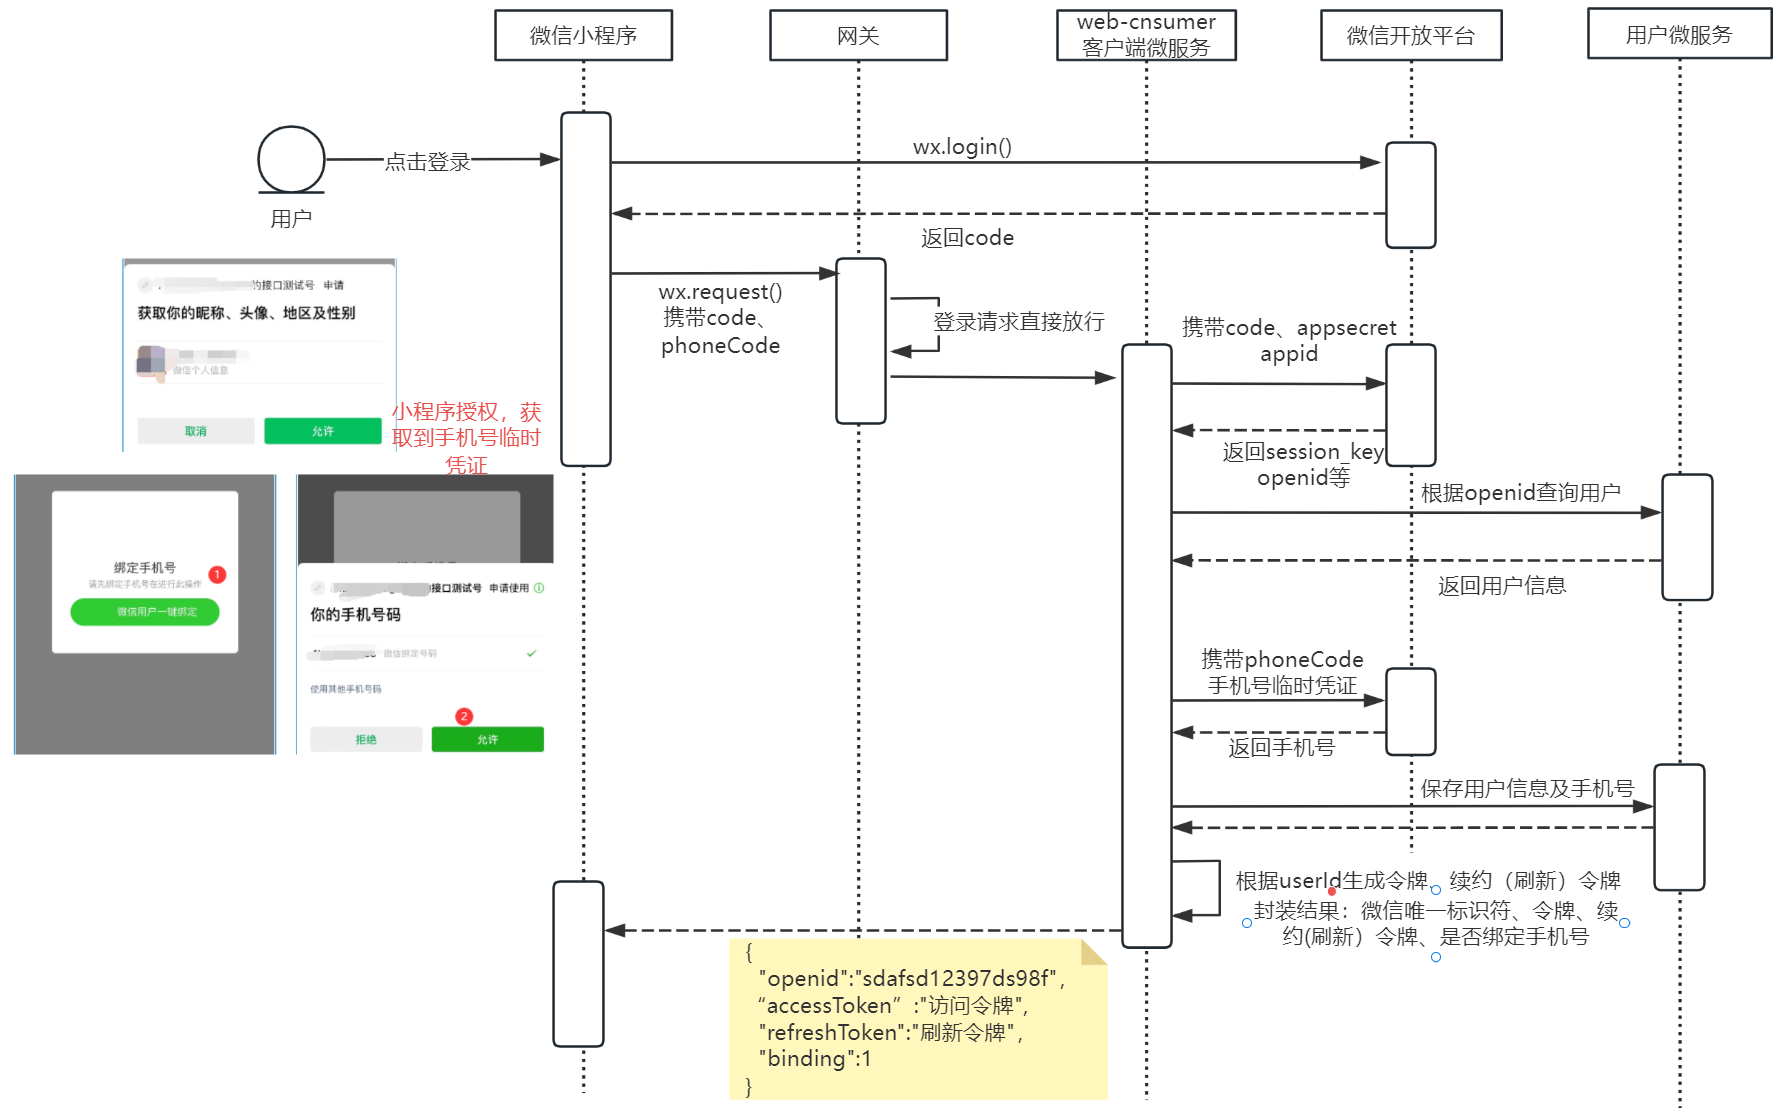 微信小程序
网关
web-cnsumer
客户端微服务
微信开放平台
用户微服务
点击登录
用户
wx.login()
返回code
wx.request()
携带code、
phoneCode
登录请求直接放行
携带code、appsecret
appid
返回session_key
openid等
根据openid查询用户
返回用户信息
携带phoneCode
手机号临时凭证
返回手机号
保存用户信息及手机号
根据userId生成令牌、续约（刷新）令牌
封装结果：微信唯一标识符、令牌、续
约(刷新）令牌、是否绑定手机号
{
"openid":"sdafsd12397ds98f",
“accessToken”:"访问令牌",
"refreshToken":"刷新令牌",
"binding":1
}
的接口测试号 申请
获取你的昵称、头像、地区及性别
微信个人信息
取消
允许
小程序授权，获
取到手机号临时
凭证
绑定手机号
请先绑定手机号在进行此操作
1
微信用户一键绑定
的接口测试号 申请使用
你的手机号码
微信绑定号码
使用其他手机号码
2
拒绝
允许